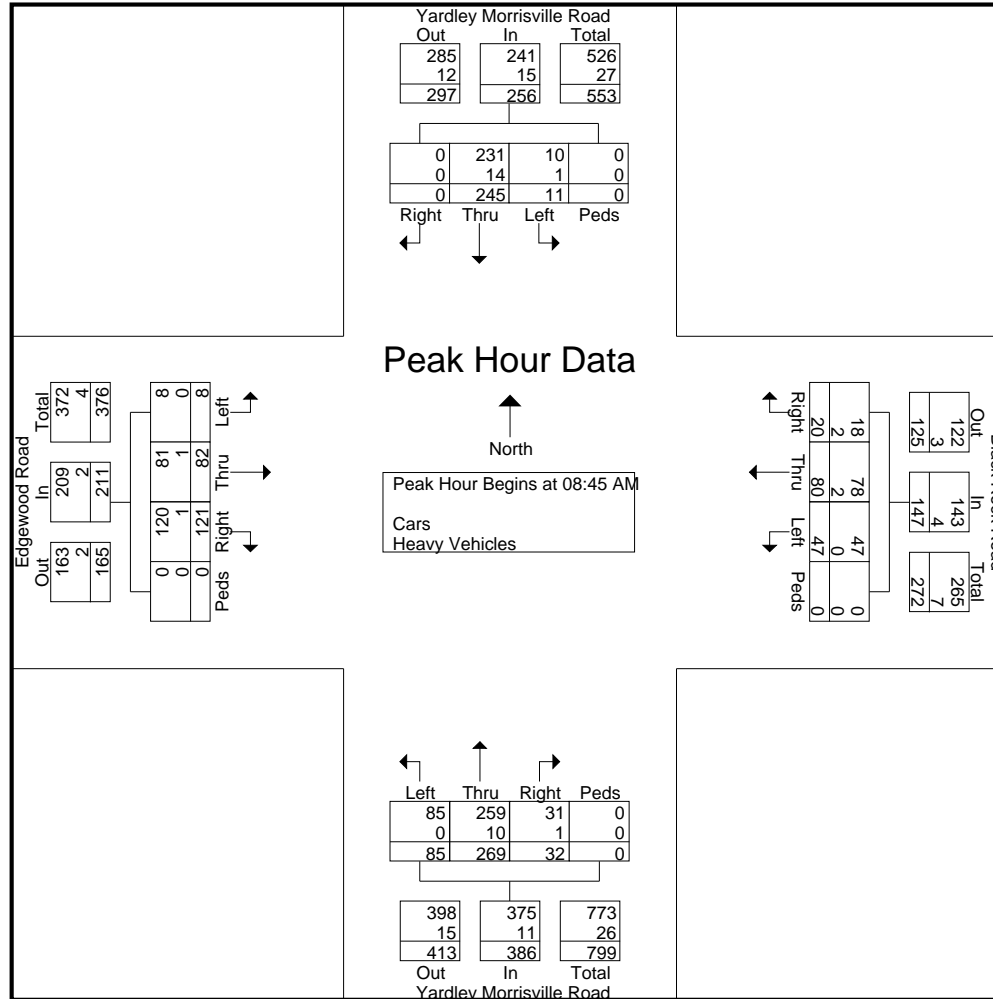 Yardley Morrisville Road
Out In Total
285 241 526
12 15 27
297 256 553
0 231 10 0
0 14 1 0
0 245 11 0
Right Thru Left Peds
Peak Hour Data
North
Peak Hour Begins at 08:45 AM
Cars
Heavy Vehicles
Edgewood Road
Out In Total
163 209 372
2 2 4
165 211 376
0 120 81 8
0 1 1 0
0 121 82 8
Peds Right Thru Left
Out In Total
122 143 265
3 4 7
125 147 272
18 78 47 0
2 2 0 0
20 80 47 0
Right Thru Left Peds
Left Thru Right Peds
85 259 31 0
0 10 1 0
85 269 32 0
398 375 773
15 11 26
413 386 799
Out In Total
Yardley Morrisville Road